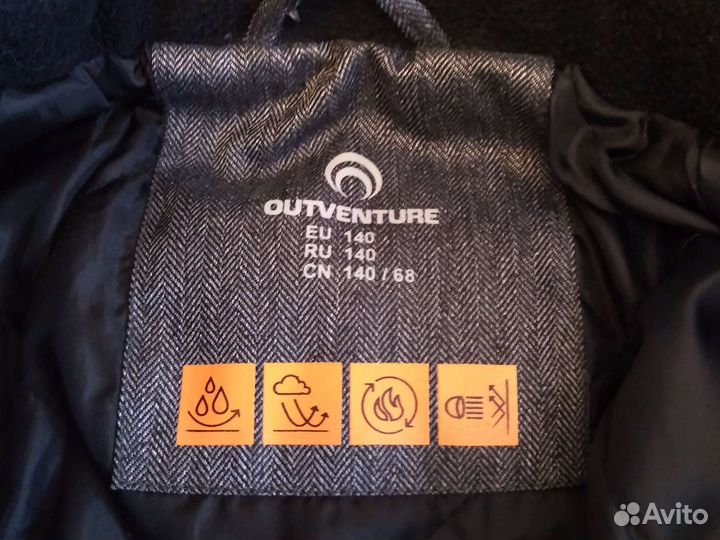 OUTVENTURE
EU 140
RU 140
CN 140 / 68
Avito